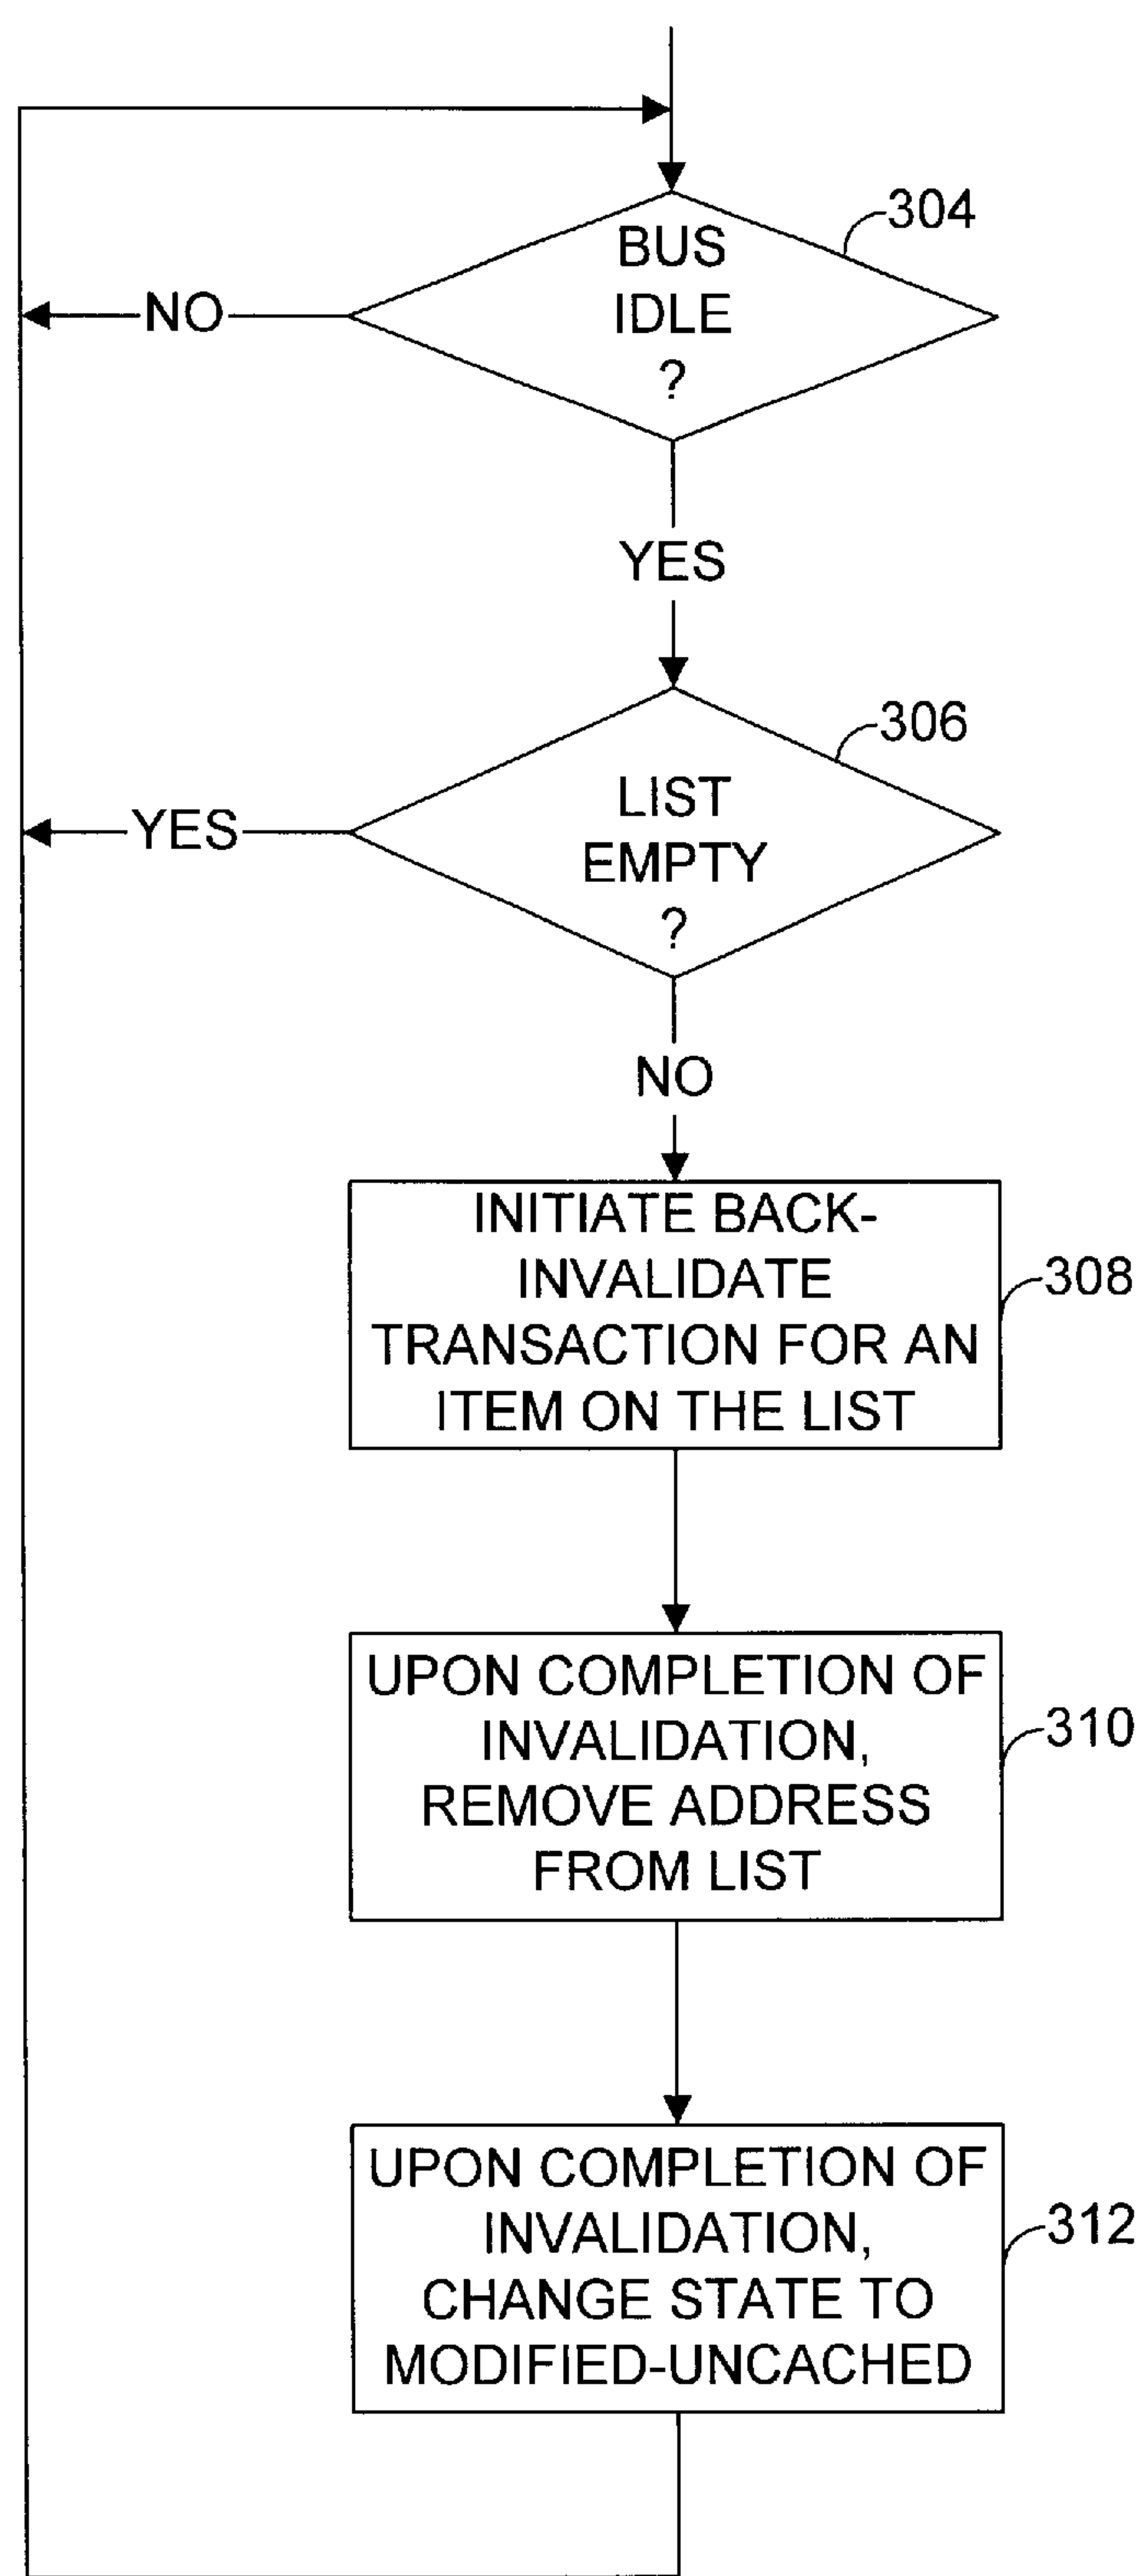 304
BUS
IDLE
?
NO
YES
306
LIST
EMPTY
?
YES
NO
INITIATE BACK-
INVALIDATE
TRANSACTION FOR AN
ITEM ON THE LIST
308
UPON COMPLETION OF
INVALIDATION,
REMOVE ADDRESS
FROM LIST
310
UPON COMPLETION OF
INVALIDATION,
CHANGE STATE TO
MODIFIED-UNCACHED
312